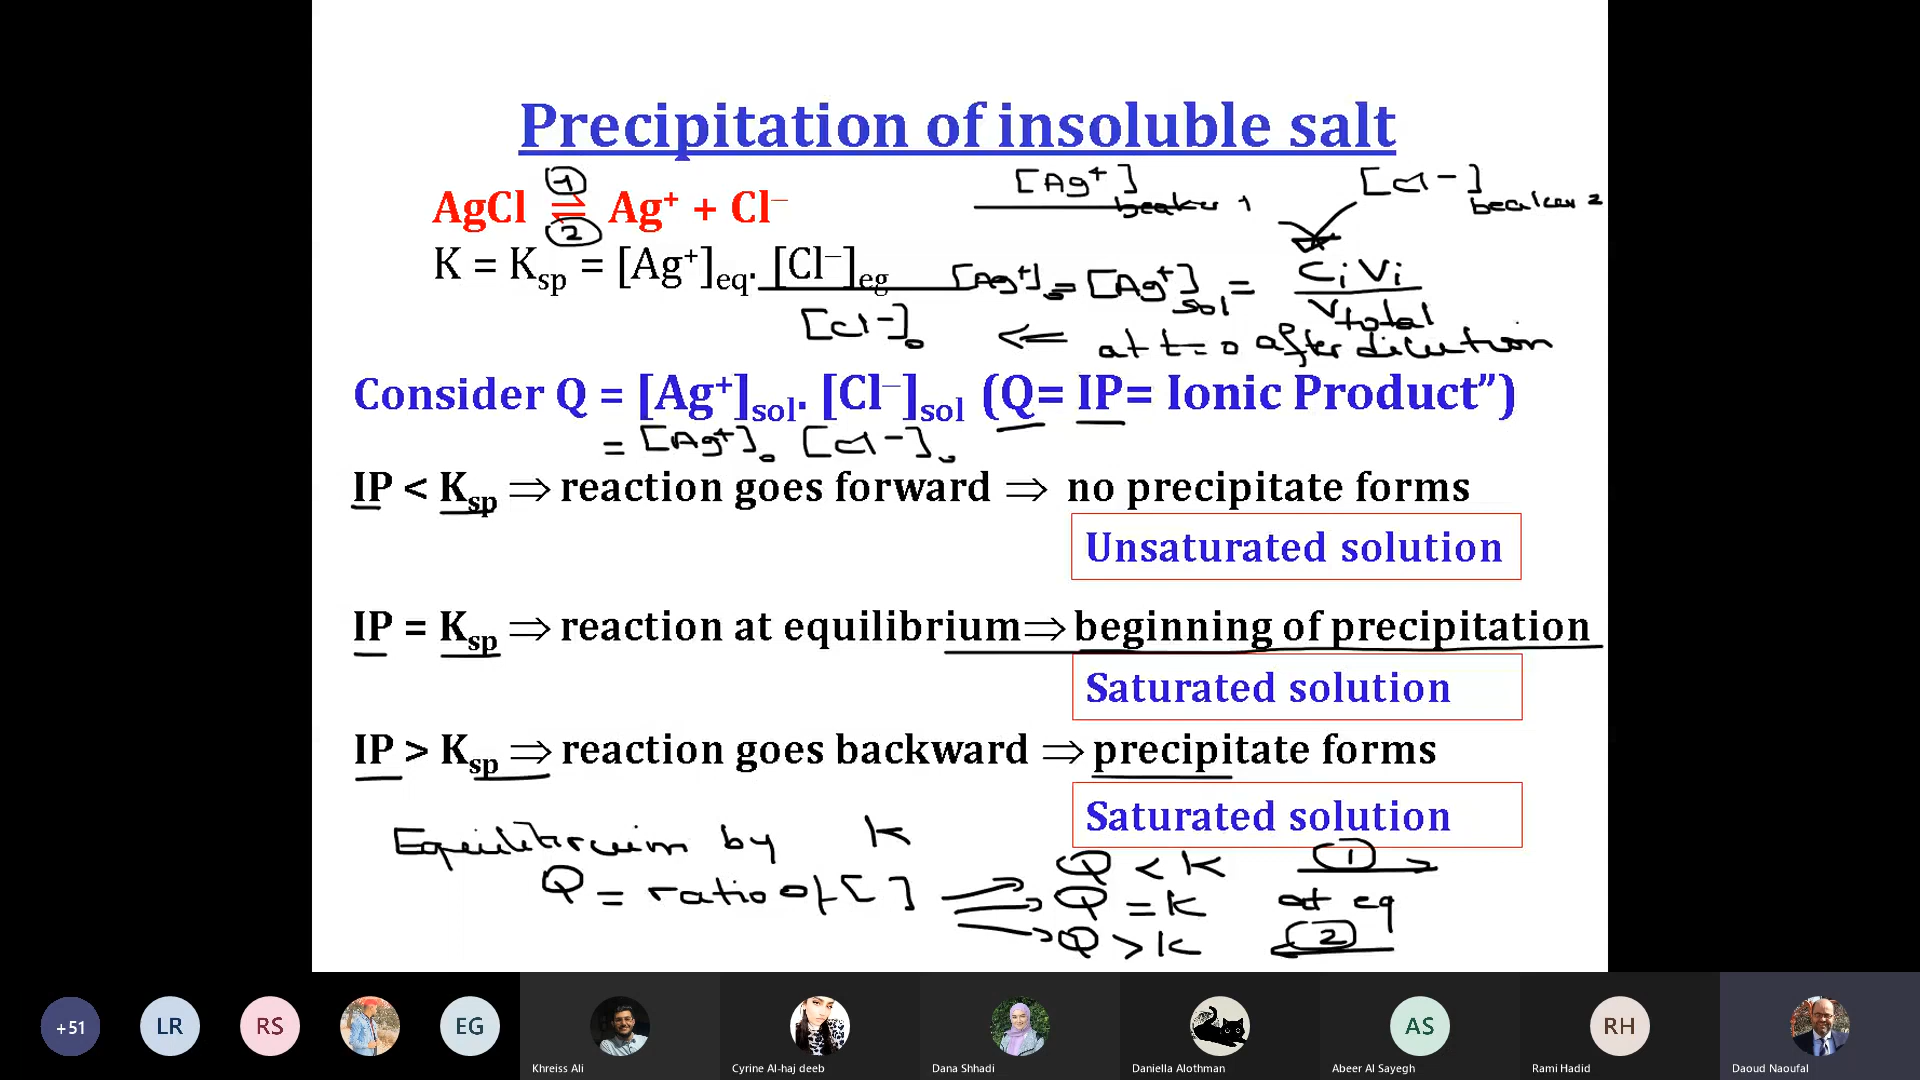 Precipitation of insoluble salt
[Ag+]beaker 1
[Cl-]beaker 2
1
AgCl ⇌ Ag⁺ + Cl⁻
2
K = Ksp = [Ag⁺]eq. [Cl⁻]eg
[Ag+]o = [Ag+]sol = CiVi / Vtotal
[Cl-]o
⇐ at t=0 after dilution
Consider Q = [Ag⁺]sol. [Cl⁻]sol (Q= IP= Ionic Product”)
= [Ag+]o [Cl-]o
IP < Ksp ⇒ reaction goes forward ⇒ no precipitate forms
Unsaturated solution
IP = Ksp ⇒ reaction at equilibrium ⇒ beginning of precipitation
Saturated solution
IP > Ksp ⇒ reaction goes backward ⇒ precipitate forms
Saturated solution
Equilibrium by K
Q = ratio of [ ]
Q < K (1) →
Q = K at eq
Q > K (2) ←
+51
LR
RS
EG
AS
RH
Khreiss Ali
Cyrine Al-haj deeb
Dana Shhadi
Daniella Alothman
Abeer Al Sayegh
Rami Hadid
Daoud Naoufal